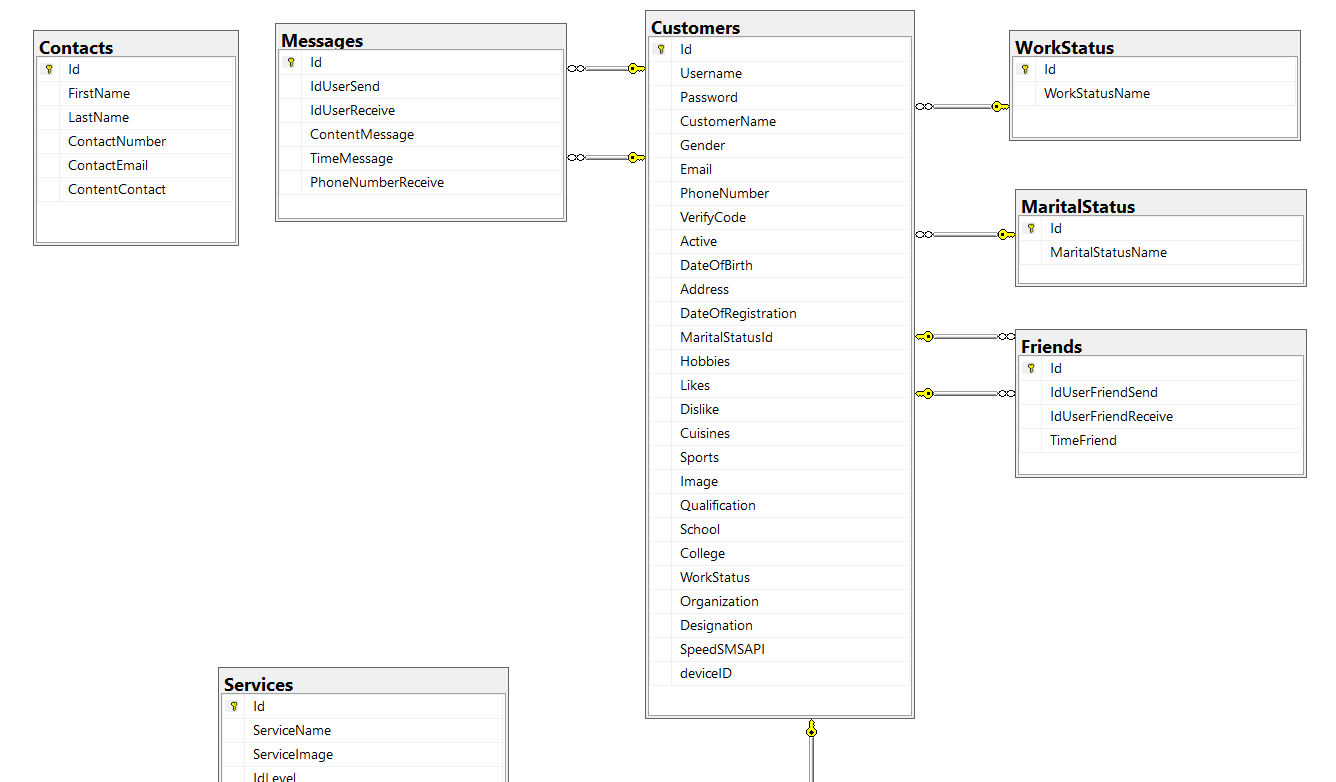 Contacts
Id
FirstName
LastName
ContactNumber
ContactEmail
ContentContact
Messages
Id
IdUserSend
IdUserReceive
ContentMessage
TimeMessage
PhoneNumberReceive
Customers
Id
Username
Password
CustomerName
Gender
Email
PhoneNumber
VerifyCode
Active
DateOfBirth
Address
DateOfRegistration
MaritalStatusId
Hobbies
Likes
Dislike
Cuisines
Sports
Image
Qualification
School
College
WorkStatus
Organization
Designation
SpeedSMSAPI
deviceID
WorkStatus
Id
WorkStatusName
MaritalStatus
Id
MaritalStatusName
Friends
Id
IdUserFriendSend
IdUserFriendReceive
TimeFriend
Services
Id
ServiceName
ServiceImage
IdLevel